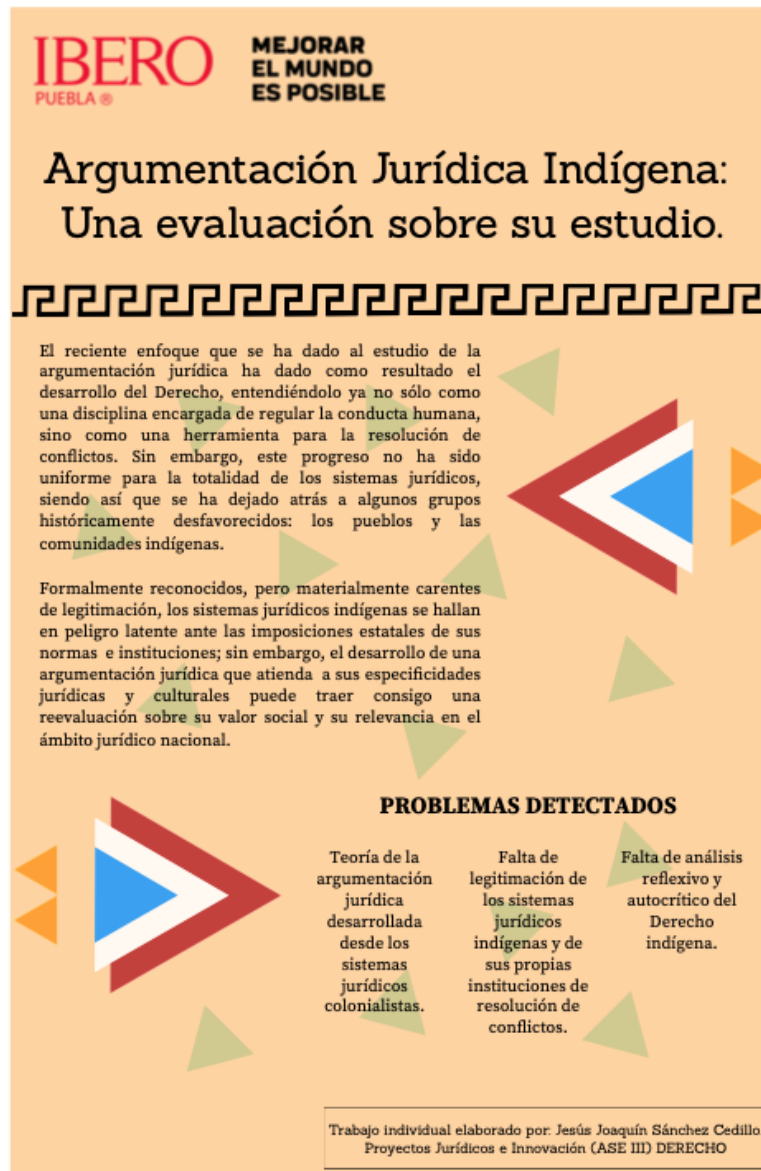 IBERO
PUEBLA ®
MEJORAR
EL MUNDO
ES POSIBLE
Argumentación Jurídica Indígena:
Una evaluación sobre su estudio.
El reciente enfoque que se ha dado al estudio de la
argumentación jurídica ha dado como resultado el
desarrollo del Derecho, entendiéndolo ya no sólo como
una disciplina encargada de regular la conducta humana,
sino como una herramienta para la resolución de
conflictos. Sin embargo, este progreso no ha sido
uniforme para la totalidad de los sistemas jurídicos,
siendo así que se ha dejado atrás a algunos grupos
históricamente desfavorecidos: los pueblos y las
comunidades indígenas.
Formalmente reconocidos, pero materialmente carentes
de legitimación, los sistemas jurídicos indígenas se hallan
en peligro latente ante las imposiciones estatales de sus
normas e instituciones; sin embargo, el desarrollo de una
argumentación jurídica que atienda a sus especificidades
jurídicas y culturales puede traer consigo una
reevaluación sobre su valor social y su relevancia en el
ámbito jurídico nacional.
PROBLEMAS DETECTADOS
Teoría de la
argumentación
jurídica
desarrollada
desde los
sistemas
jurídicos
colonialistas.
Falta de
legitimación de
los sistemas
jurídicos
indígenas y de
sus propias
instituciones de
resolución de
conflictos.
Falta de análisis
reflexivo y
autocrítico del
Derecho
indígena.
Trabajo individual elaborado por: Jesús Joaquín Sánchez Cedillo
Proyectos Jurídicos e Innovación (ASE III) DERECHO